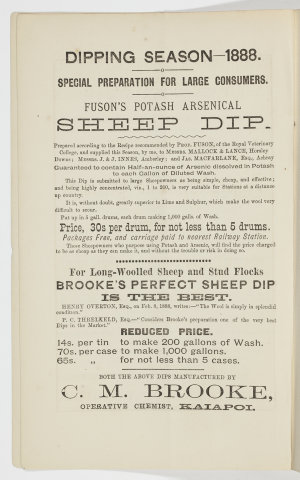 DIPPING SEASON—1888.
SPECIAL PREPARATION FOR LARGE CONSUMERS.
FUSON'S POTASH ARSENICAL
SHEEP DIP.
Prepared according to the Recipe recommended by PROF. FUSON, of the Royal Veterinary
College, and supplied this Season, by me, to MESSRS. MALLOCK & LANCE, Horsley
Downs; MESSRS. J. & J. INNES, Amberley; and JAS. MACFARLANE, ESQ., Ashray
Guaranteed to contain Half-an-ounce of Arsenic dissolved in Potash
to each Gallon of Diluted Wash.
This Dip is submitted to large Sheepowners as being simple, cheap, and effective;
and being highly concentrated, viz., 1 to 200, is very suitable for Stations at a distance
up country.
It is, without doubts, greatly superior to Lime and Sulphur, which make the wool very
difficult to scour.
Put up in 5 gall. drums, each drum making 1,000 galls. of Wash.
Price, 30s per drum, for not less than 5 drums.
Packages Free, and carriage paid to nearest Railway Station.
Those Sheepowners who purpose using Potash and Arsenic, will find the price charged
to be as cheap as they can make it, and without the trouble or risk in doing so.
For Long-Woolled Sheep and Stud Flocks
BROOKE'S PERFECT SHEEP DIP
IS THE BEST.
HENRY OVERTON, ESQ., on Feb. 8, 1888, writes:—"The Wool is simply in splendid
condition."
P. C. THRELKELD, ESQ.—"Considers Brooke's preparation one of the very best
Dips in the Market."
REDUCED PRICE.
14s. per tin to make 200 gallons of Wash.
70s. per case to make 1,000 gallons.
65s. „ for not less than 5 cases.
BOTH THE ABOVE DIPS MANUFACTURED BY
C. M. BROOKE,
OPERATIVE CHEMIST, KAIAPOI.